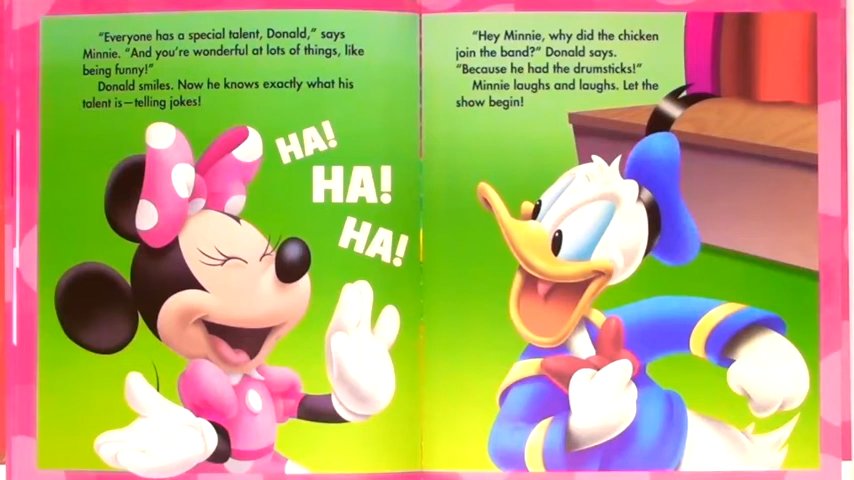 “Everyone has a special talent, Donald,” says
Minnie. “And you’re wonderful at lots of things, like
being funny!”
Donald smiles. Now he knows exactly what his
talent is—telling jokes!
HA!
HA!
HA!
“Hey Minnie, why did the chicken
join the band?” Donald says.
“Because he had the drumsticks!”
Minnie laughs and laughs. Let the
show begin!